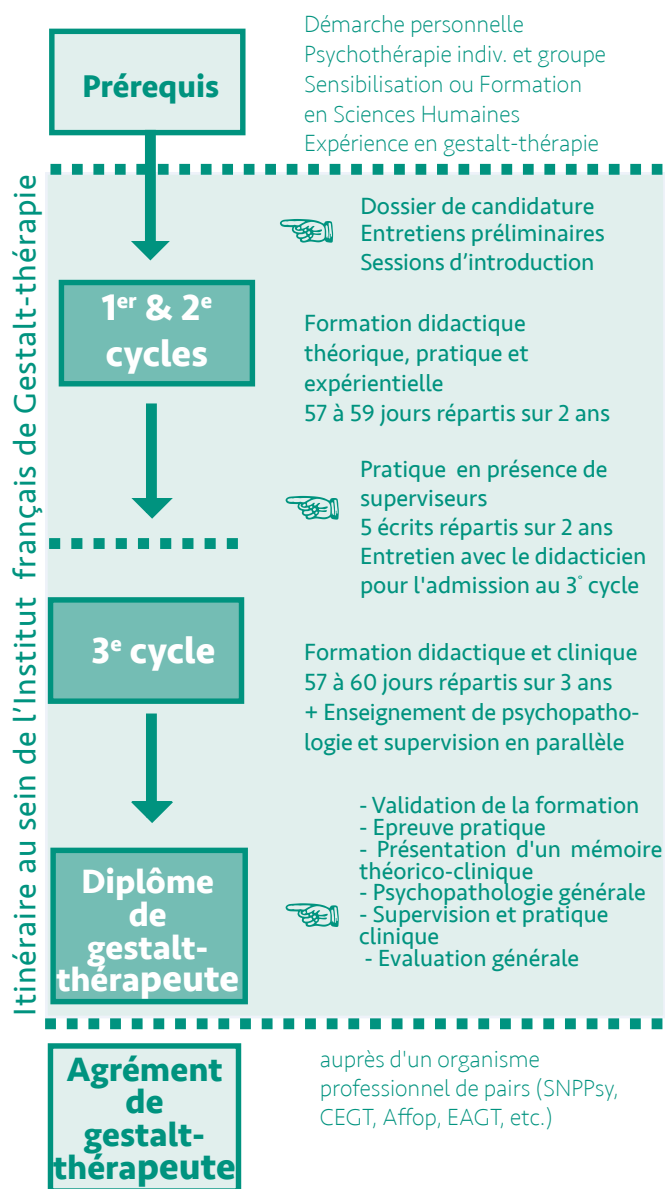 Prérequis
Démarche personnelle
Psychothérapie indiv. et groupe
Sensibilisation ou Formation
en Sciences Humaines
Expérience en gestalt-thérapie
Itinéraire au sein de l'Institut français de Gestalt-thérapie
Dossier de candidature
Entretiens préliminaires
Sessions d'introduction
1er & 2e
cycles
Formation didactique
théorique, pratique et
expérientielle
57 à 59 jours répartis sur 2 ans
Pratique en présence de
superviseurs
5 écrits répartis sur 2 ans
Entretien avec le didacticien
pour l'admission au 3° cycle
3e cycle
Formation didactique et clinique
57 à 60 jours répartis sur 3 ans
+ Enseignement de psychopatho-
logie et supervision en parallèle
Diplôme
de
gestalt-
thérapeute
- Validation de la formation
- Epreuve pratique
- Présentation d'un mémoire
théorico-clinique
- Psychopathologie générale
- Supervision et pratique
clinique
- Evaluation générale
Agrément
de
gestalt-
thérapeute
auprès d'un organisme
professionnel de pairs (SNPPsy,
CEGT, Affop, EAGT, etc.)